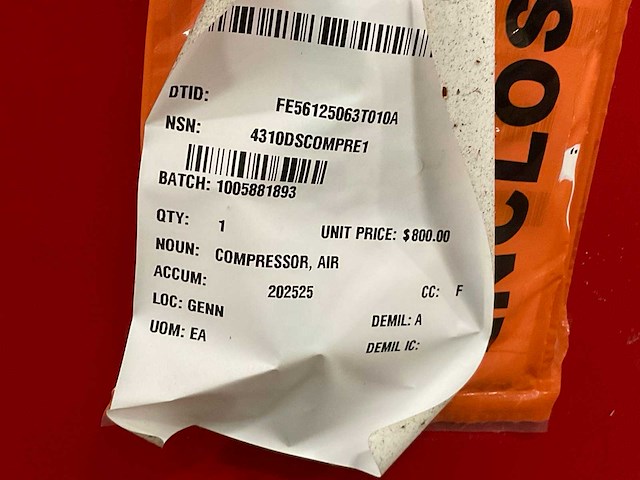 DTID: FE56125063T010A
NSN: 4310DSCOMPRE1
BATCH: 1005881893
QTY: 1 UNIT PRICE: $800.00
NOUN: COMPRESSOR, AIR
ACCUM: 202525 CC: F
LOC: GENN DEMIL: A
UOM: EA DEMIL IC:
NCLOS